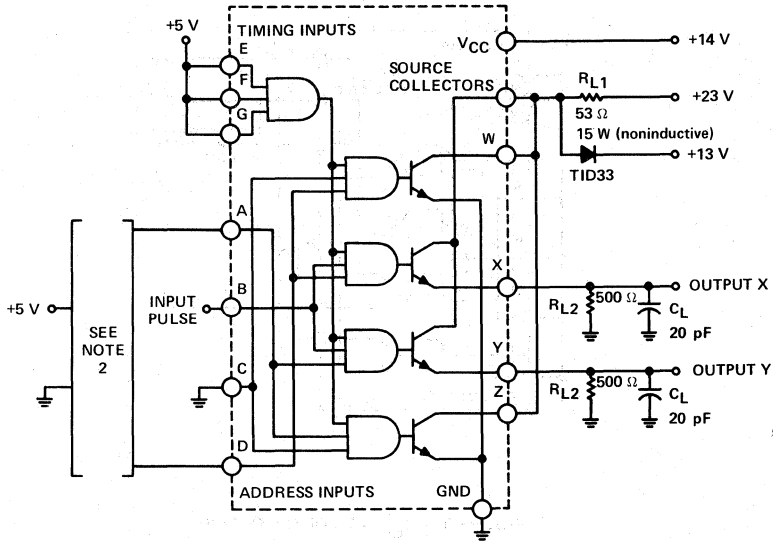 +5 V
TIMING INPUTS
E
F
G
VCC
+14 V
SOURCE
COLLECTORS
RL1
53 Ω
15 W (noninductive)
+23 V
W
TID33
+13 V
A
B
INPUT
PULSE
+5 V
SEE
NOTE
2
C
D
X
RL2
500 Ω
CL
20 pF
OUTPUT X
Y
RL2
500 Ω
CL
20 pF
OUTPUT Y
Z
ADDRESS INPUTS
GND